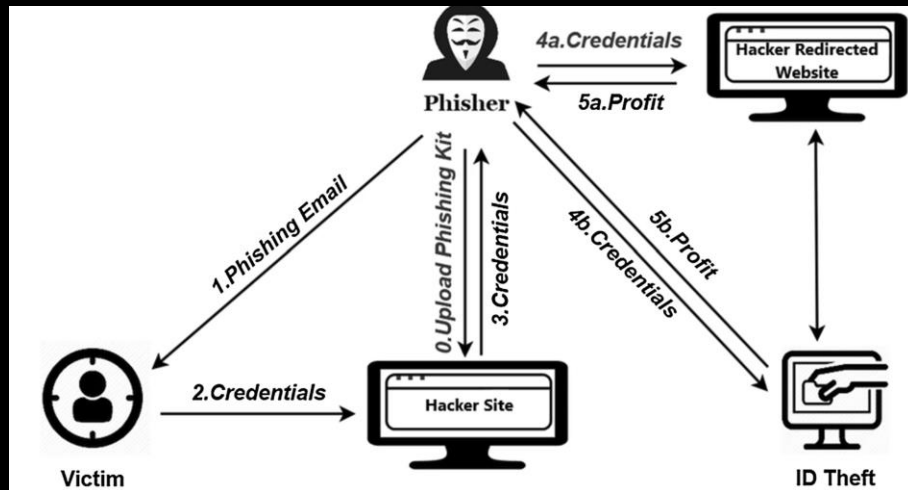 4a.Credentials
Hacker Redirected
Website
Phisher
5a.Profit
1.Phishing Email
0.Upload Phishing Kit
3.Credentials
4b.Credentials
5b.Profit
2.Credentials
Hacker Site
Victim
ID Theft